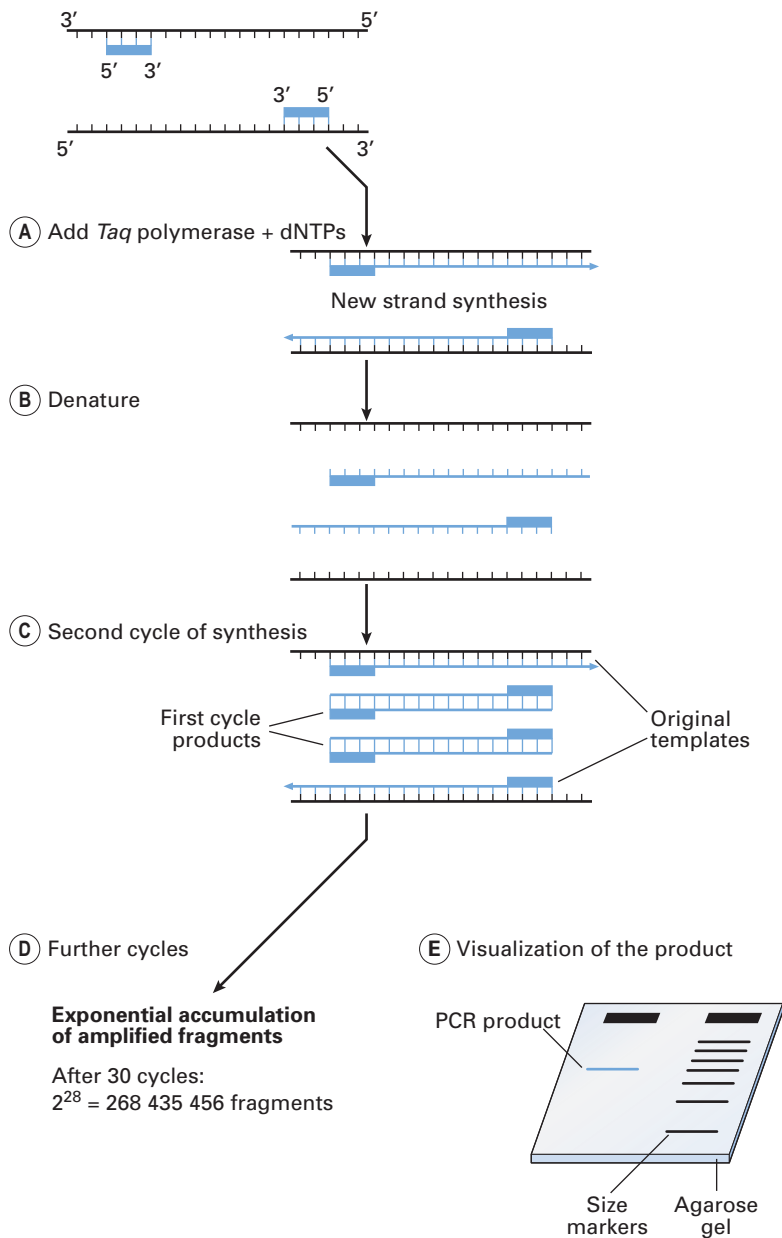 3′ 5′
5′ 3′
3′ 5′
5′ 3′
A Add Taq polymerase + dNTPs
New strand synthesis
B Denature
C Second cycle of synthesis
First cycle
products
Original
templates
D Further cycles
Exponential accumulation
of amplified fragments
After 30 cycles:
2²⁸ = 268 435 456 fragments
E Visualization of the product
PCR product
Size
markers
Agarose
gel